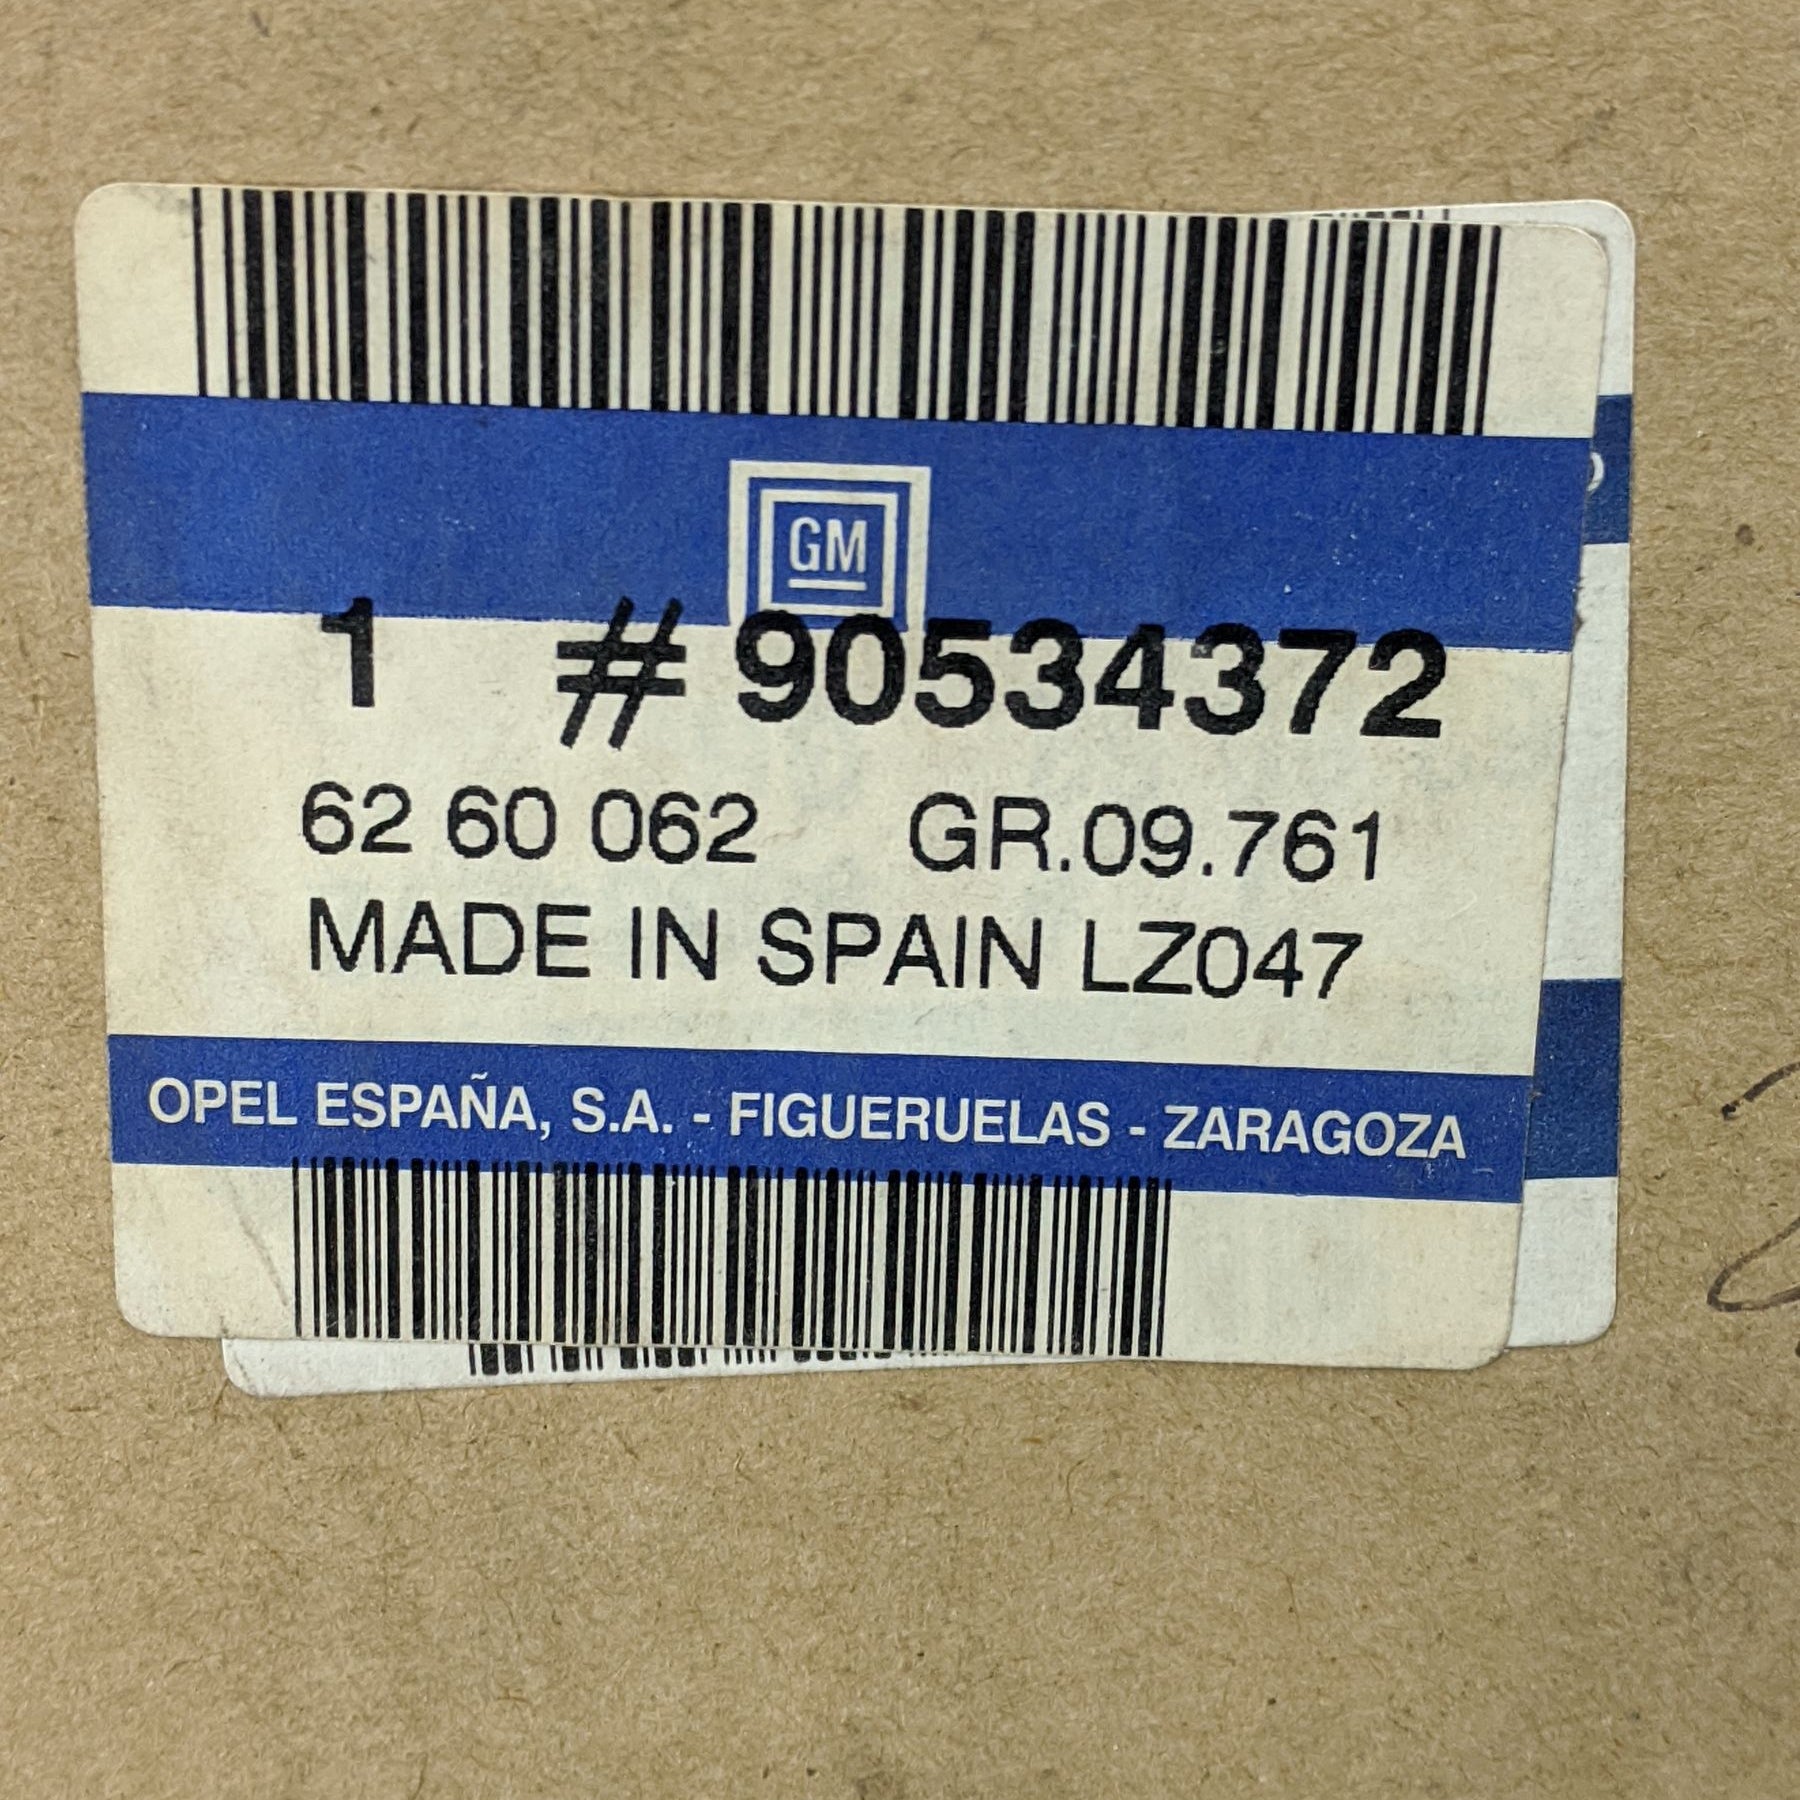 GM
1 #90534372
62 60 062 GR.09.761
MADE IN SPAIN LZ047
OPEL ESPAÑA, S.A. - FIGUERUELAS - ZARAGOZA